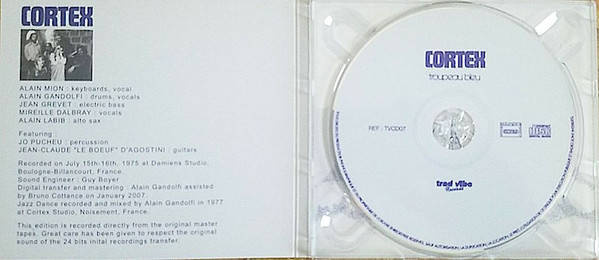 CORTEX
ALAIN MION : keyboards, vocal
ALAIN GANDOLFI : drums, vocals
JEAN GREVET : electric bass
MIREILLE DALBRAY : vocals
ALAIN LABIB : alto sax
Featuring :
JO PUCHEU : percussion
JEAN-CLAUDE "LE BOEUF" D'AGOSTINI : guitars
Recorded on July 15th-16th, 1975 at Damiens Studio,
Boulogne-Billancourt, France.
Sound Engineer : Guy Boyer
Digital transfer and mastering : Alain Gandolfi assisted
by Bruno Cottance on January 2007.
Jazz Dance recorded and mixed by Alain Gandolfi in 1977
at Cortex Studio, Noisement, France.
This edition is recorded directly from the original master
tapes. Great care has been given to respect the original
sound of the 24 bits inital recordings transfer.
CORTEX
troupeau bleu
REF : TVCD07
trad vibe
Records